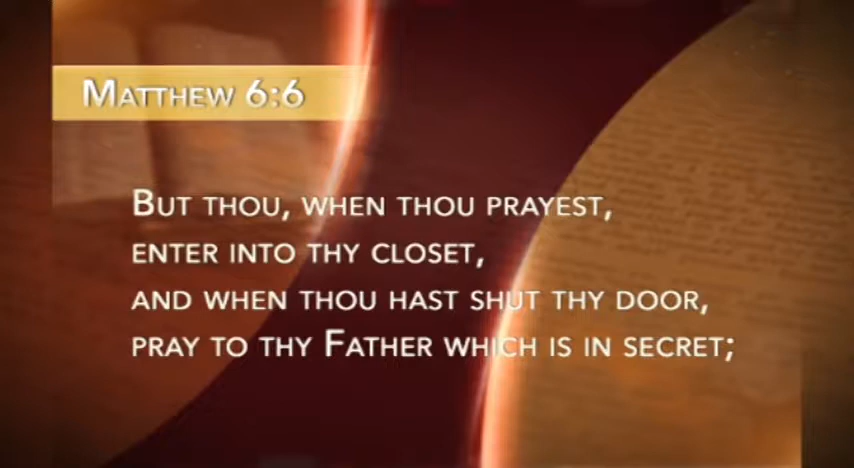 Matthew 6:6
But thou, when thou prayest,
enter into thy closet,
and when thou hast shut thy door,
pray to thy Father which is in secret;